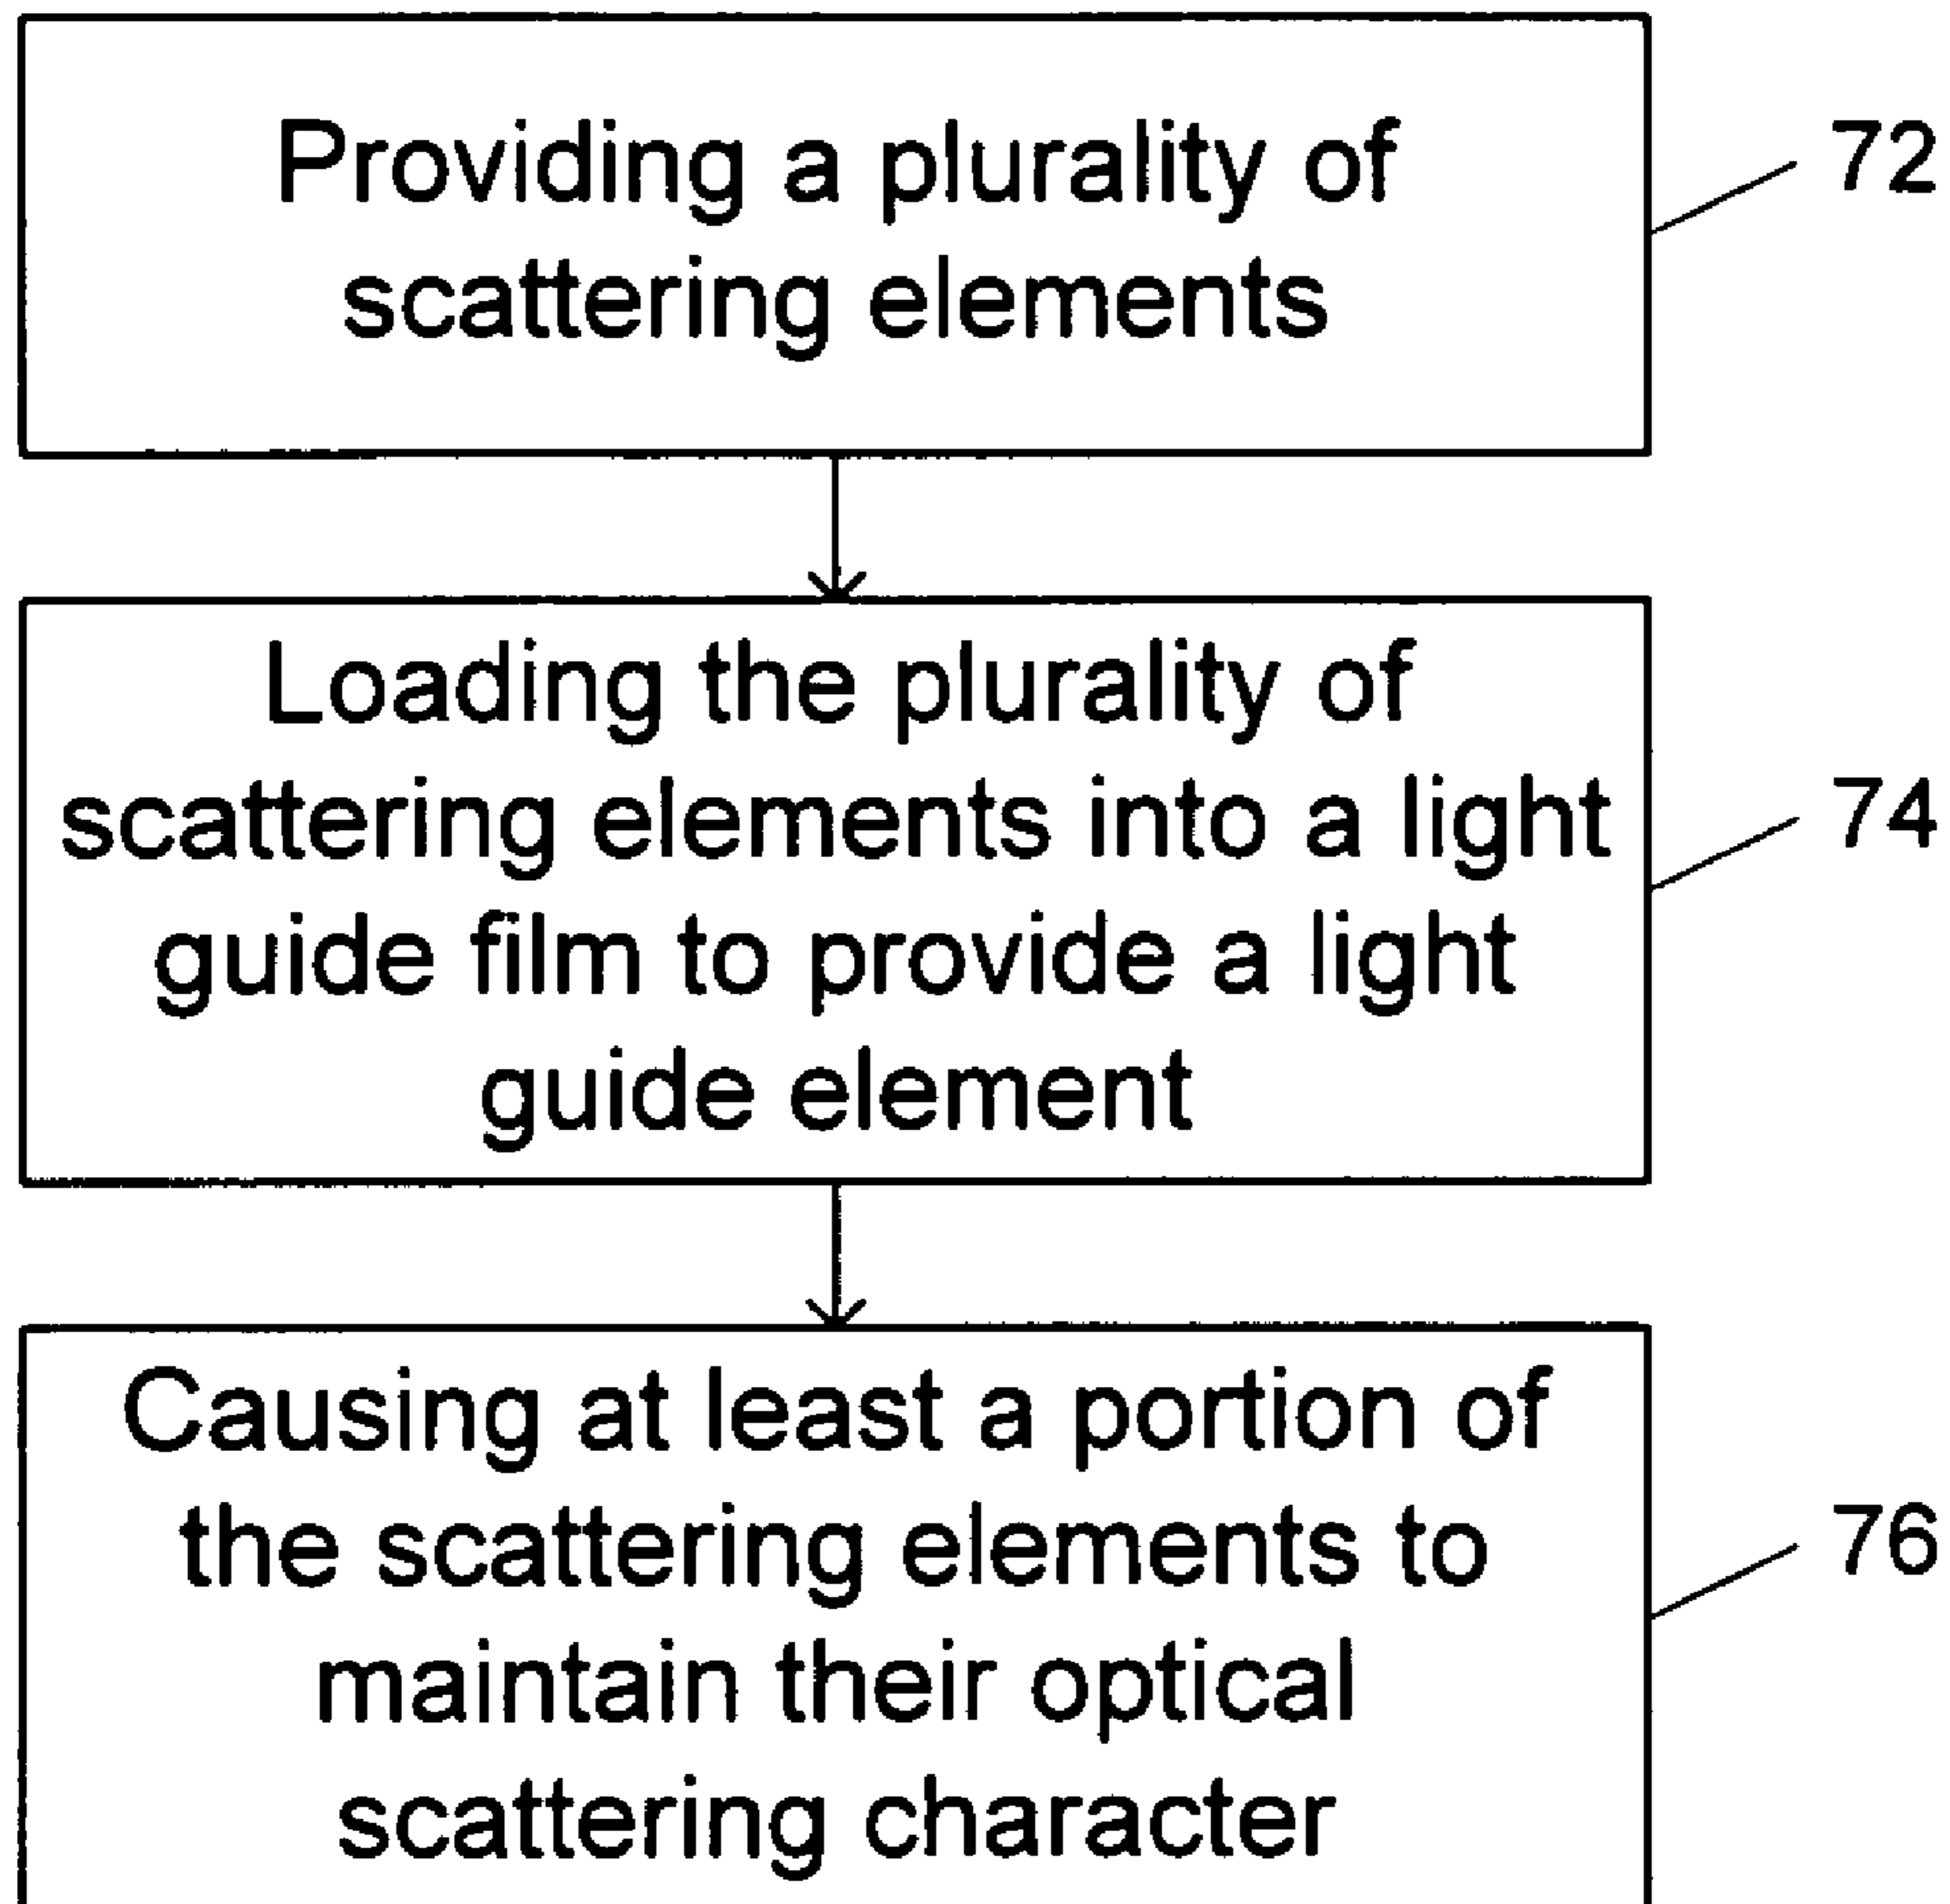 Providing a plurality of
scattering elements
72
Loading the plurality of
scattering elements into a light
guide film to provide a light
guide element
74
Causing at least a portion of
the scattering elements to
maintain their optical
scattering character
76